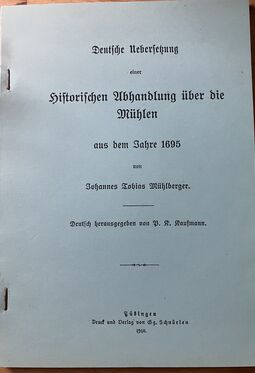 Deutsche Uebersetzung
einer
Historischen Abhandlung über die
Mühlen
aus dem Jahre 1695
von
Johannes Tobias Mühlberger.
Deutsch herausgegeben von P. K. Kaufmann.
Büdingen
Druck und Verlag von Gg. Schnürlen